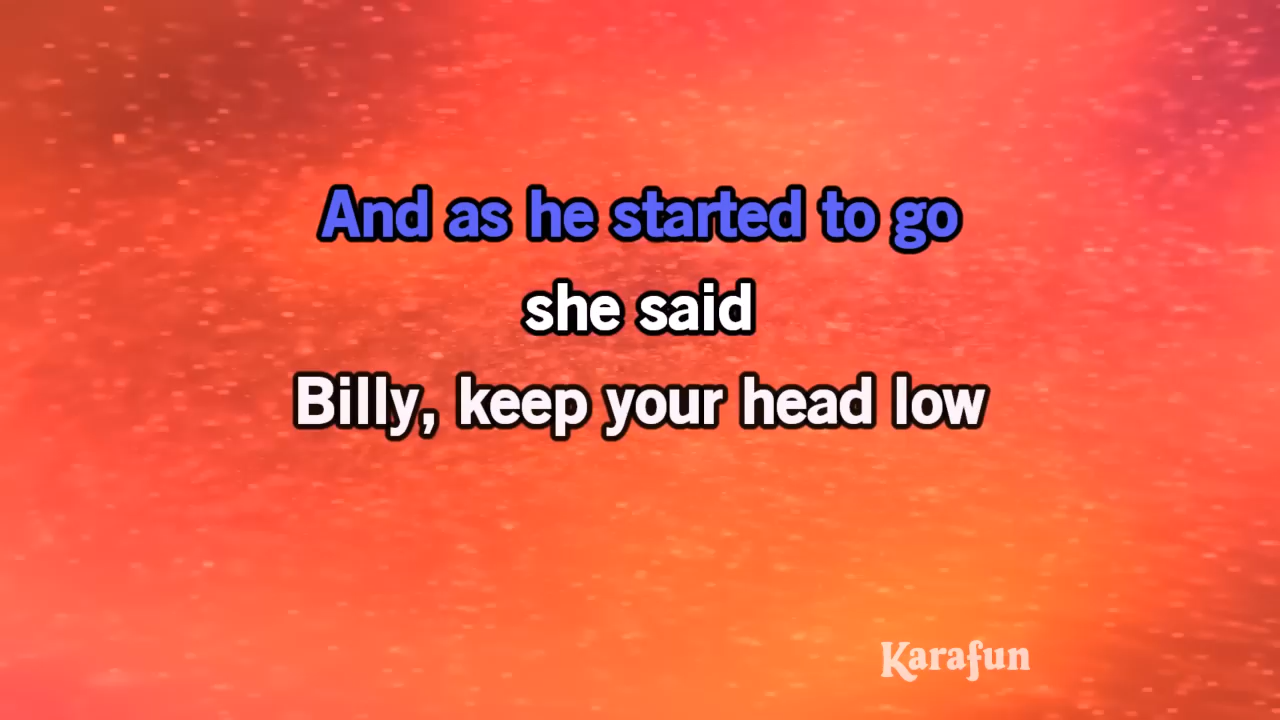 And as he started to go
she said
Billy, keep your head low
Karafun